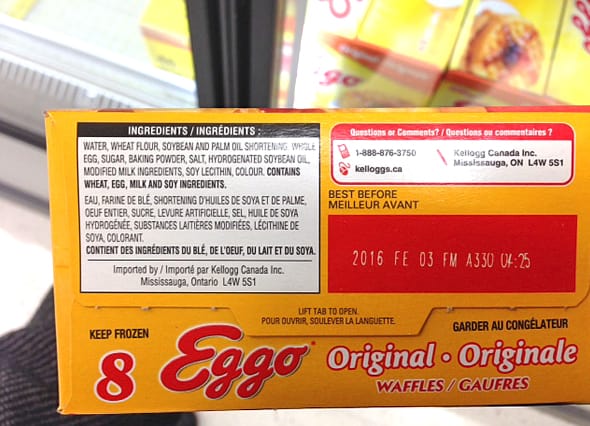 INGREDIENTS / INGRÉDIENTS :
WATER, WHEAT FLOUR, SOYBEAN AND PALM OIL SHORTENING, WHOLE
EGG, SUGAR, BAKING POWDER, SALT, HYDROGENATED SOYBEAN OIL,
MODIFIED MILK INGREDIENTS, SOY LECITHIN, COLOUR. CONTAINS
WHEAT, EGG, MILK AND SOY INGREDIENTS.
EAU, FARINE DE BLÉ, SHORTENING D'HUILES DE SOYA ET DE PALME,
OEUF ENTIER, SUCRE, LEVURE ARTIFICIELLE, SEL, HUILE DE SOYA
HYDROGÉNÉE, SUBSTANCES LAITIÈRES MODIFIÉES, LÉCITHINE DE
SOYA, COLORANT.
CONTIENT DES INGRÉDIENTS DU BLÉ, DE L'OEUF, DU LAIT ET DU SOYA.
Imported by / Importé par Kellogg Canada Inc.
Mississauga, Ontario L4W 5S1
Questions or Comments? / Questions ou commentaires ?
1-888-876-3750
kelloggs.ca
Kellogg Canada Inc.
Mississauga, ON L4W 5S1
BEST BEFORE
MEILLEUR AVANT
2016 FE 03 FM A330 04:25
LIFT TAB TO OPEN.
POUR OUVRIR, SOULEVER LA LANGUETTE.
KEEP FROZEN
GARDER AU CONGÉLATEUR
8 Eggo Original • Originale
WAFFLES / GAUFRES